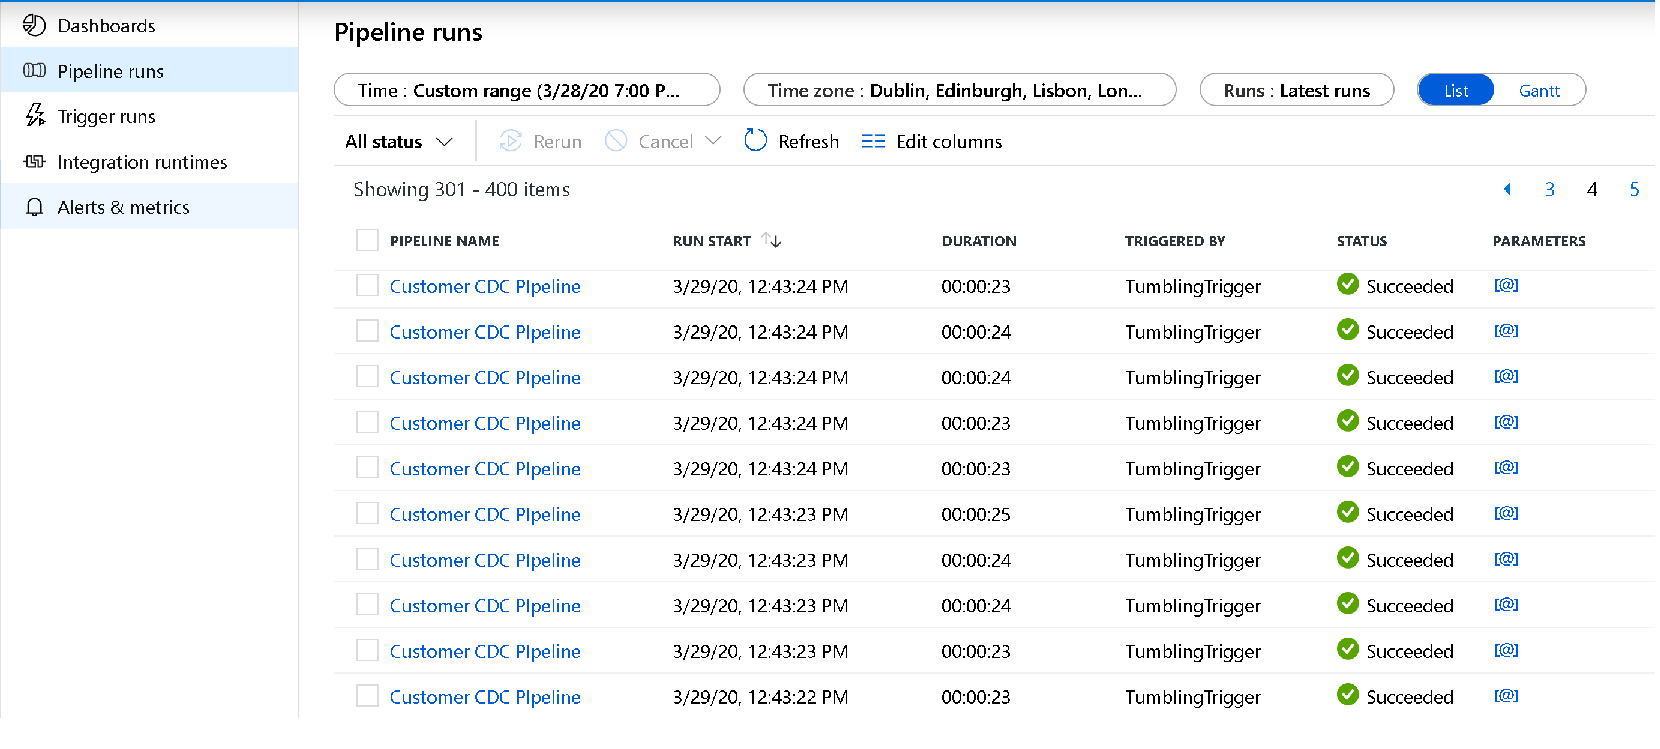 Dashboards
Pipeline runs
Trigger runs
Integration runtimes
Alerts & metrics
Pipeline runs
Time : Custom range (3/28/20 7:00 P...
Time zone : Dublin, Edinburgh, Lisbon, Lon...
Runs : Latest runs
List
Gantt
All status
Rerun
Cancel
Refresh
Edit columns
Showing 301 - 400 items
3 4 5
PIPELINE NAME RUN START DURATION TRIGGERED BY STATUS PARAMETERS
Customer CDC PIpeline 3/29/20, 12:43:24 PM 00:00:23 TumblingTrigger Succeeded [@]
Customer CDC PIpeline 3/29/20, 12:43:24 PM 00:00:24 TumblingTrigger Succeeded [@]
Customer CDC PIpeline 3/29/20, 12:43:24 PM 00:00:24 TumblingTrigger Succeeded [@]
Customer CDC PIpeline 3/29/20, 12:43:24 PM 00:00:23 TumblingTrigger Succeeded [@]
Customer CDC PIpeline 3/29/20, 12:43:24 PM 00:00:23 TumblingTrigger Succeeded [@]
Customer CDC PIpeline 3/29/20, 12:43:23 PM 00:00:25 TumblingTrigger Succeeded [@]
Customer CDC PIpeline 3/29/20, 12:43:23 PM 00:00:24 TumblingTrigger Succeeded [@]
Customer CDC PIpeline 3/29/20, 12:43:23 PM 00:00:24 TumblingTrigger Succeeded [@]
Customer CDC PIpeline 3/29/20, 12:43:23 PM 00:00:23 TumblingTrigger Succeeded [@]
Customer CDC PIpeline 3/29/20, 12:43:22 PM 00:00:23 TumblingTrigger Succeeded [@]